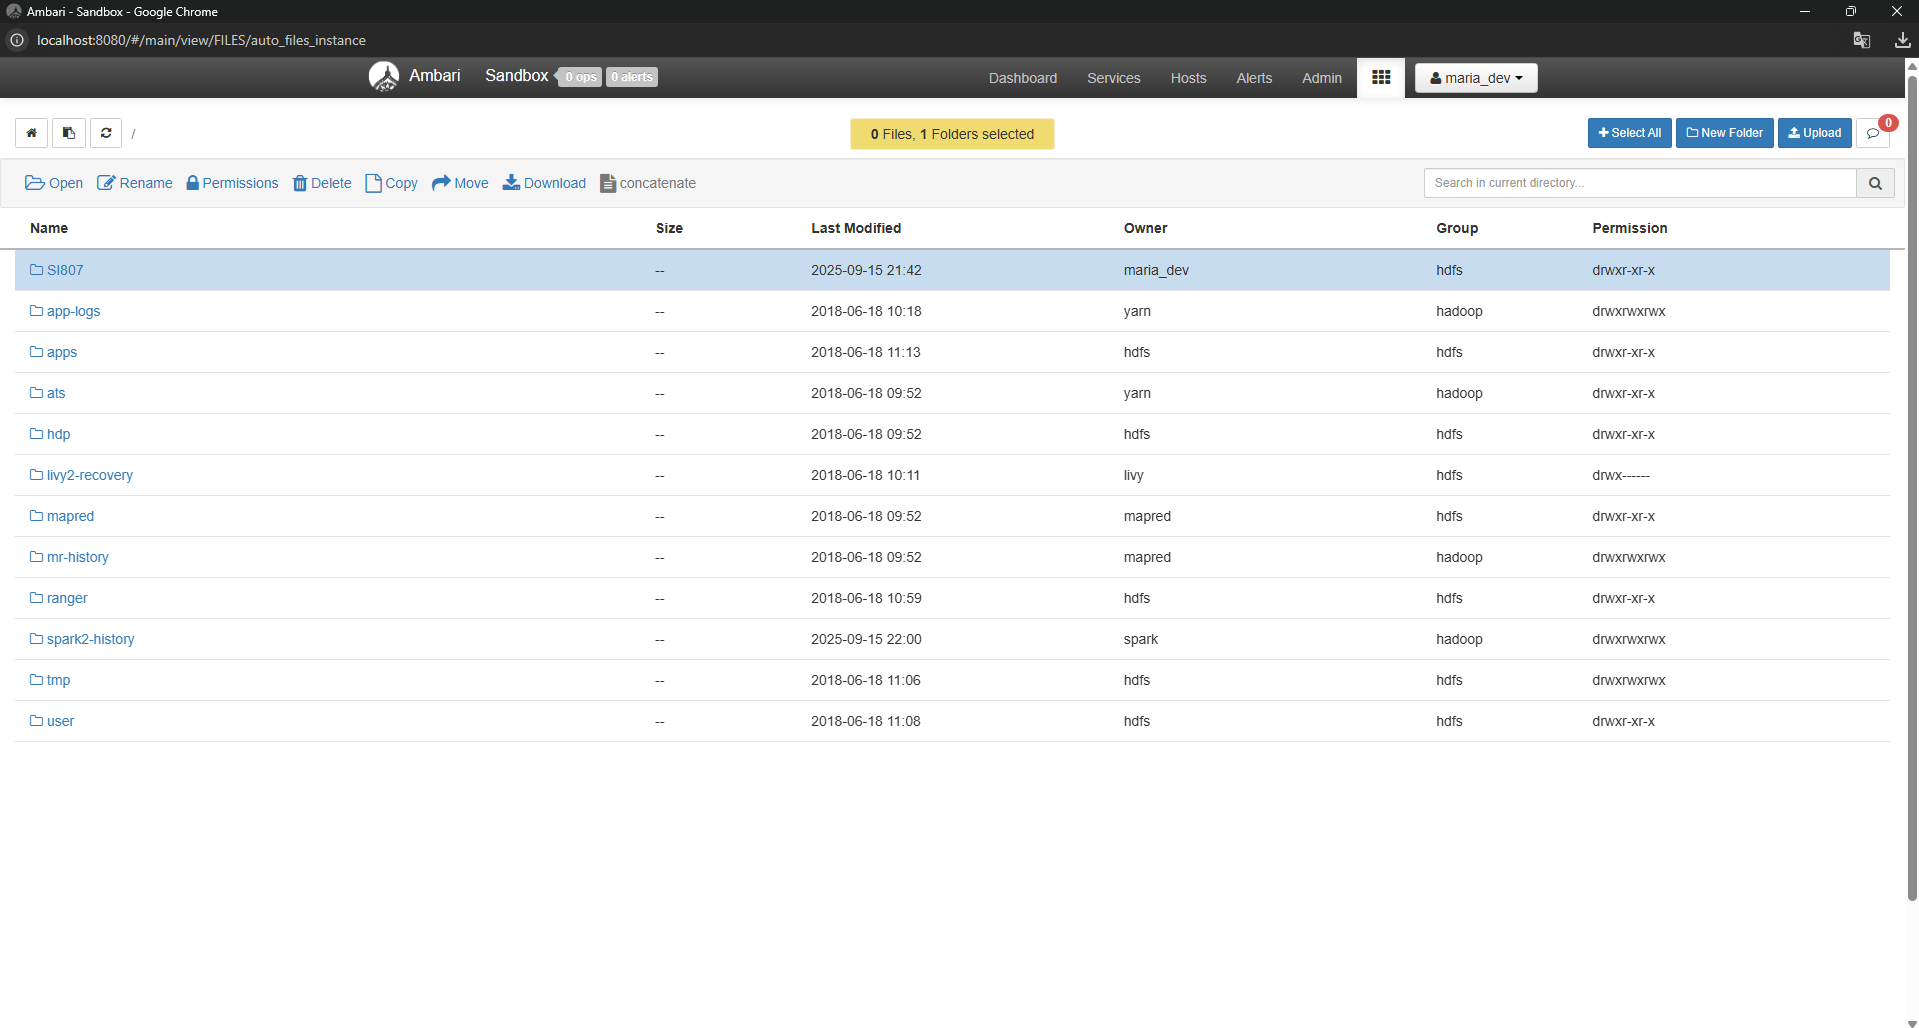 Ambari - Sandbox - Google Chrome
localhost:8080/#/main/view/FILES/auto_files_instance
Ambari Sandbox 0 ops 0 alerts Dashboard Services Hosts Alerts Admin maria_dev
/ 0 Files, 1 Folders selected Select All New Folder Upload 0
Open Rename Permissions Delete Copy Move Download concatenate Search in current directory...
Name Size Last Modified Owner Group Permission
SI807 -- 2025-09-15 21:42 maria_dev hdfs drwxr-xr-x
app-logs -- 2018-06-18 10:18 yarn hadoop drwxrwxrwx
apps -- 2018-06-18 11:13 hdfs hdfs drwxr-xr-x
ats -- 2018-06-18 09:52 yarn hadoop drwxr-xr-x
hdp -- 2018-06-18 09:52 hdfs hdfs drwxr-xr-x
livy2-recovery -- 2018-06-18 10:11 livy hdfs drwx------
mapred -- 2018-06-18 09:52 mapred hdfs drwxr-xr-x
mr-history -- 2018-06-18 09:52 mapred hadoop drwxrwxrwx
ranger -- 2018-06-18 10:59 hdfs hdfs drwxr-xr-x
spark2-history -- 2025-09-15 22:00 spark hadoop drwxrwxrwx
tmp -- 2018-06-18 11:06 hdfs hdfs drwxrwxrwx
user -- 2018-06-18 11:08 hdfs hdfs drwxr-xr-x